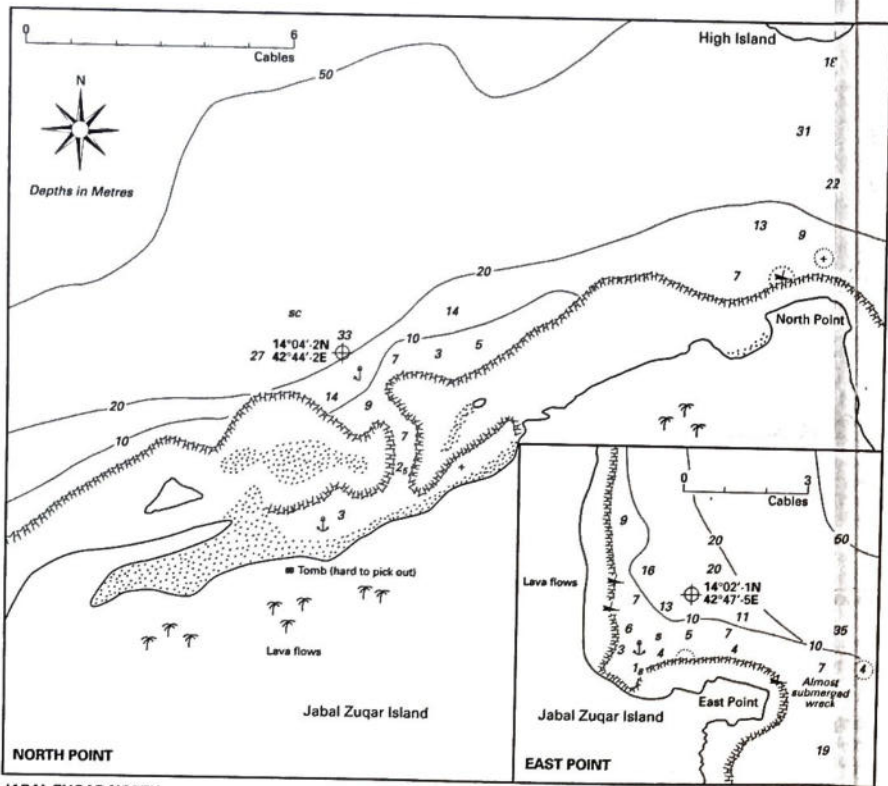 0 6
Cables
High Island
N
50
18
31
Depths in Metres
22
13
9
20
7
sc
14
North Point
33
14°04'·2N
42°44'·2E
27
10
5
3
7
14
9
20
10
7
2₅
3
Tomb (hard to pick out)
Lava flows
Jabal Zuqar Island
NORTH POINT
0 3
Cables
9
20
50
16
20
Lava flows
14°02'·1N
42°47'·5E
7
13
10
11
6
s
5
7
35
10
3
4
4
7
4
1₈
Almost
submerged
wreck
East Point
Jabal Zuqar Island
19
EAST POINT